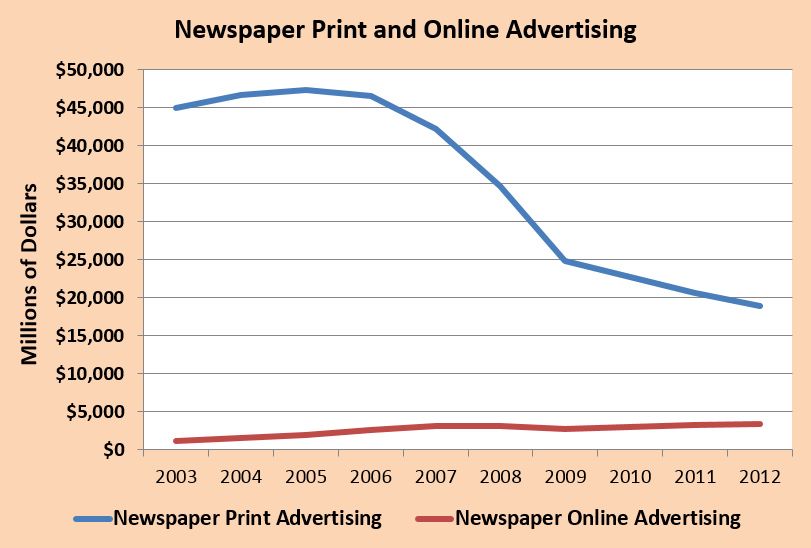 Newspaper Print and Online Advertising
$50,000
$45,000
$40,000
$35,000
$30,000
$25,000
$20,000
$15,000
$10,000
$5,000
$0
Millions of Dollars
2003 2004 2005 2006 2007 2008 2009 2010 2011 2012
Newspaper Print Advertising Newspaper Online Advertising